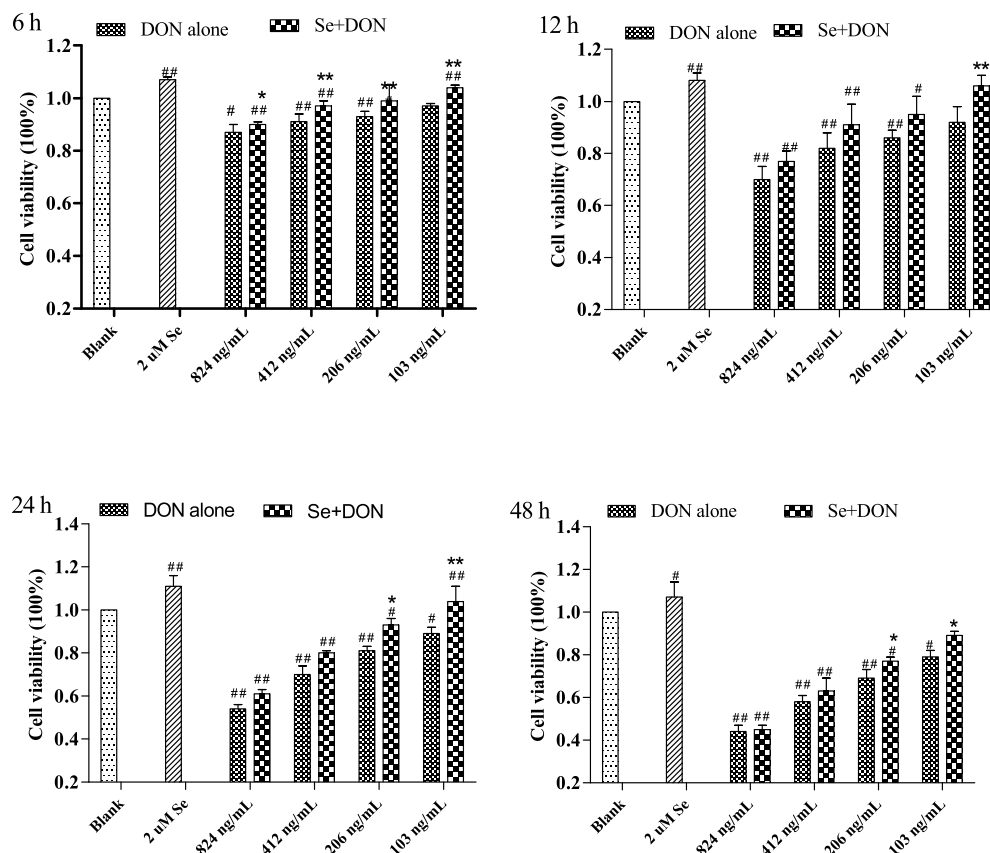 6 h
DON alone
Se+DON
Cell viability (100%)
1.2
1.0
0.8
0.6
0.4
0.2
##
#
*
##
##
**
##
##
**
#
**
##
Blank
2 uM Se
824 ng/mL
412 ng/mL
206 ng/mL
103 ng/mL
12 h
DON alone
Se+DON
Cell viability (100%)
1.2
1.0
0.8
0.6
0.4
0.2
##
##
##
##
##
##
#
**
Blank
2 uM Se
824 ng/mL
412 ng/mL
206 ng/mL
103 ng/mL
24 h
DON alone
Se+DON
Cell viability (100%)
1.4
1.2
1.0
0.8
0.6
0.4
0.2
##
##
##
##
##
##
*
#
#
**
##
Blank
2 uM Se
824 ng/mL
412 ng/mL
206 ng/mL
103 ng/mL
48 h
DON alone
Se+DON
Cell viability (100%)
1.4
1.2
1.0
0.8
0.6
0.4
0.2
#
##
##
##
##
##
*
#
#
*
Blank
2 uM Se
824 ng/mL
412 ng/mL
206 ng/mL
103 ng/mL